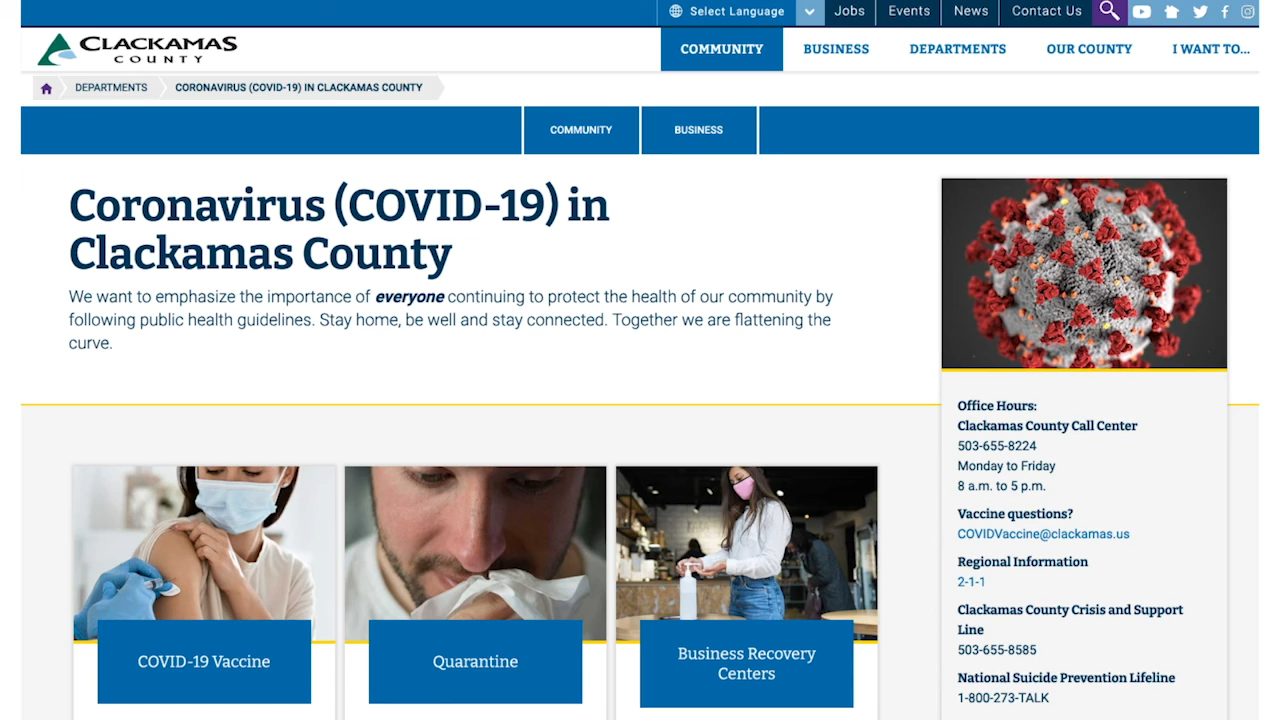 Select Language
Jobs
Events
News
Contact Us
CLACKAMAS
COUNTY
COMMUNITY
BUSINESS
DEPARTMENTS
OUR COUNTY
I WANT TO...
DEPARTMENTS
CORONAVIRUS (COVID-19) IN CLACKAMAS COUNTY
COMMUNITY
BUSINESS
Coronavirus (COVID-19) in
Clackamas County
We want to emphasize the importance of everyone continuing to protect the health of our community by
following public health guidelines. Stay home, be well and stay connected. Together we are flattening the
curve.
COVID-19 Vaccine
Quarantine
Business Recovery
Centers
Office Hours:
Clackamas County Call Center
503-655-8224
Monday to Friday
8 a.m. to 5 p.m.
Vaccine questions?
COVIDVaccine@clackamas.us
Regional Information
2-1-1
Clackamas County Crisis and Support
Line
503-655-8585
National Suicide Prevention Lifeline
1-800-273-TALK